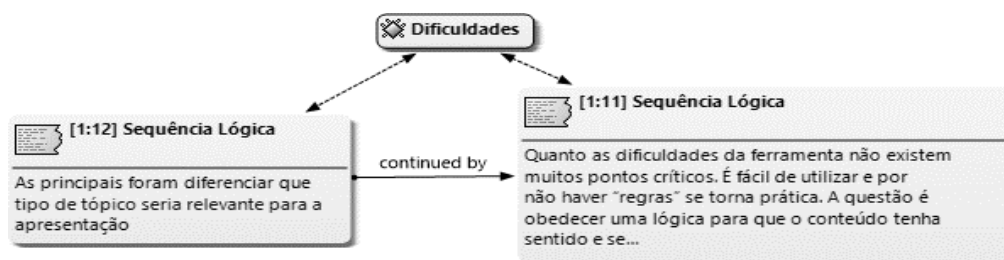 Dificuldades
[1:12] Sequência Lógica
As principais foram diferenciar que
tipo de tópico seria relevante para a
apresentação
continued by
[1:11] Sequência Lógica
Quanto as dificuldades da ferramenta não existem
muitos pontos críticos. É fácil de utilizar e por
não haver “regras” se torna prática. A questão é
obedecer uma lógica para que o conteúdo tenha
sentido e se...